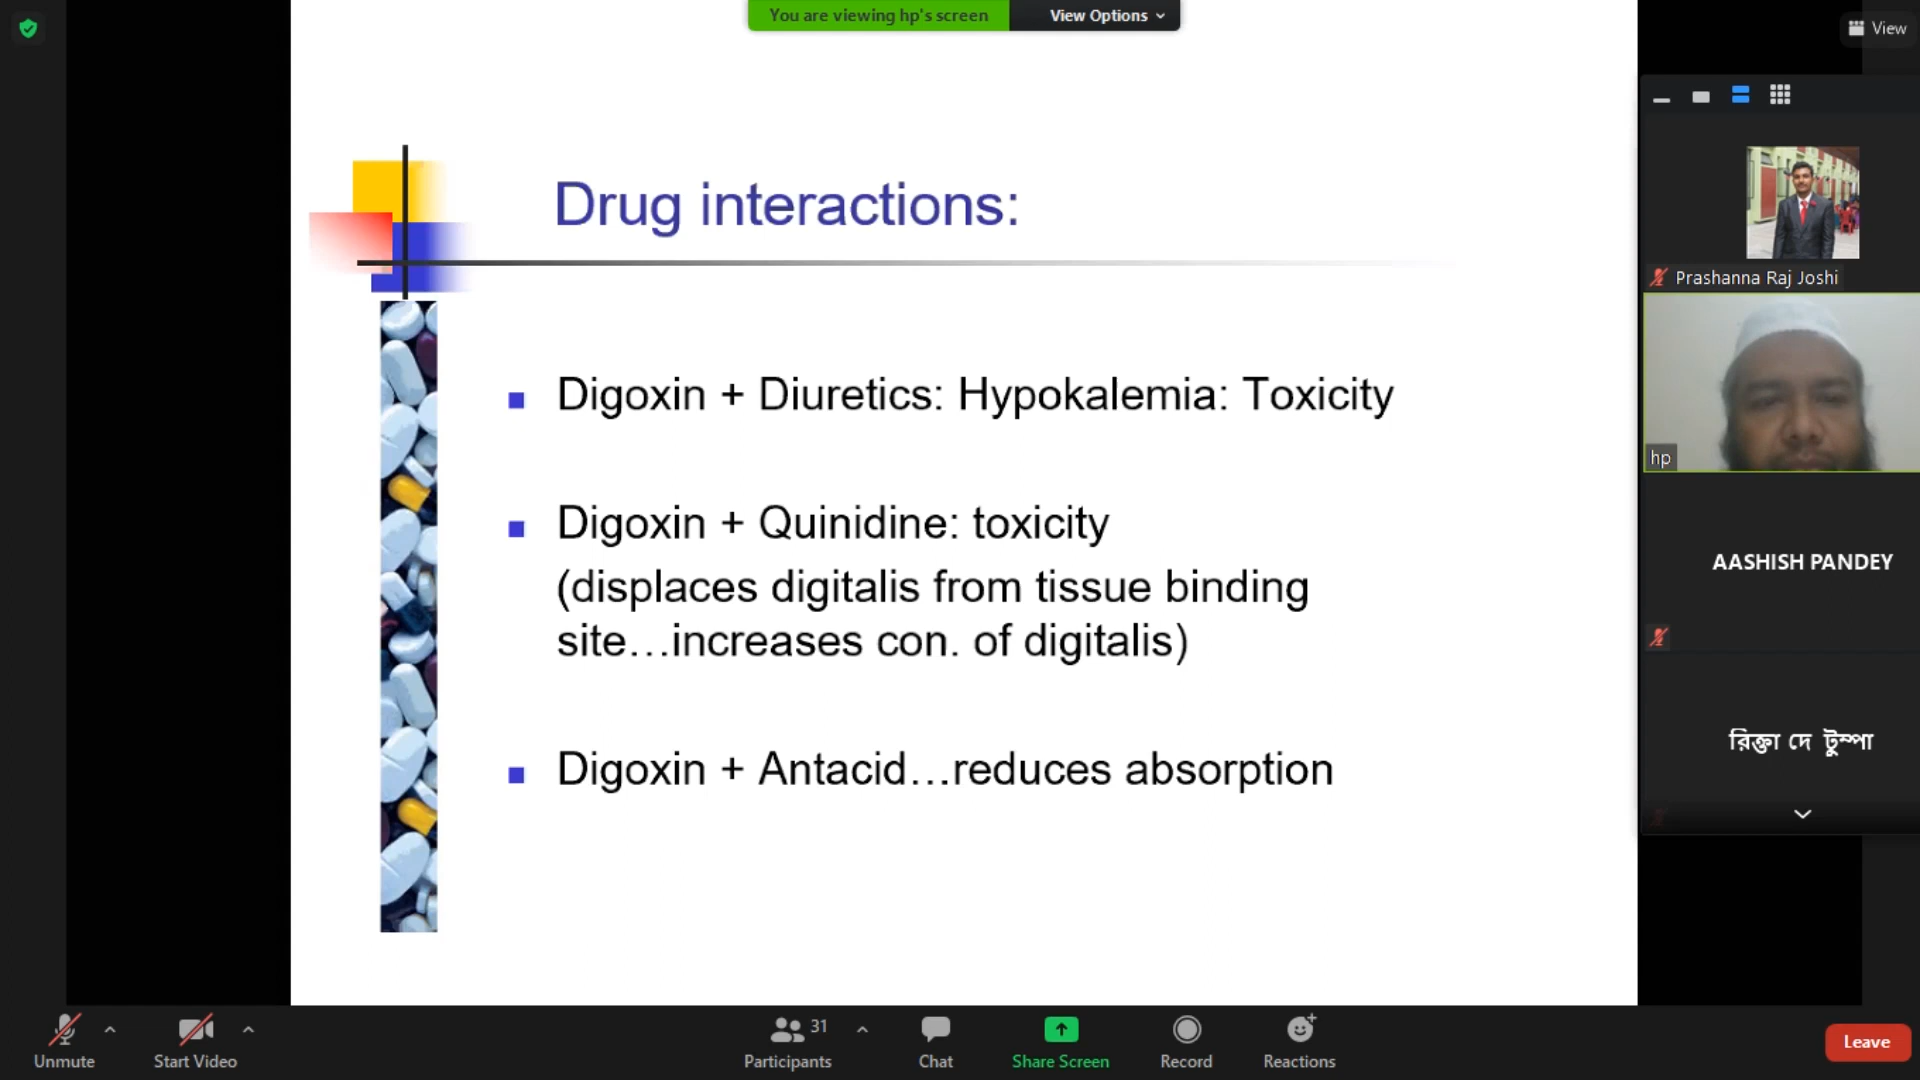 You are viewing hp's screen
View Options
View
Drug interactions:
Digoxin + Diuretics: Hypokalemia: Toxicity
Digoxin + Quinidine: toxicity
(displaces digitalis from tissue binding
site…increases con. of digitalis)
Digoxin + Antacid…reduces absorption
Prashanna Raj Joshi
hp
AASHISH PANDEY
রিক্তা দে টুম্পা
Unmute
Start Video
31
Participants
Chat
Share Screen
Record
Reactions
Leave